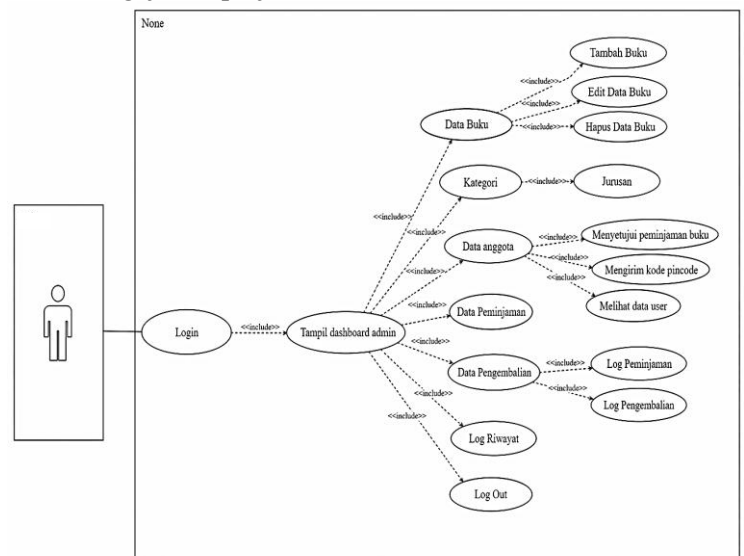 None
Tambah Buku
<<include>>
Edit Data Buku
<<include>>
Data Buku
<<include>>
Hapus Data Buku
Kategori
<<include>>
Jurusan
<<include>>
<<include>>
Data anggota
<<include>>
Menyetujui peminjaman buku
<<include>>
Mengirim kode pincode
<<include>>
<<include>>
Melihat data user
<<include>>
Data Peminjaman
Login
<<include>>
Tampil dashboard admin
<<include>>
Data Pengembalian
<<include>>
Log Peminjaman
<<include>>
Log Pengembalian
<<include>>
<<include>>
Log Riwayat
Log Out